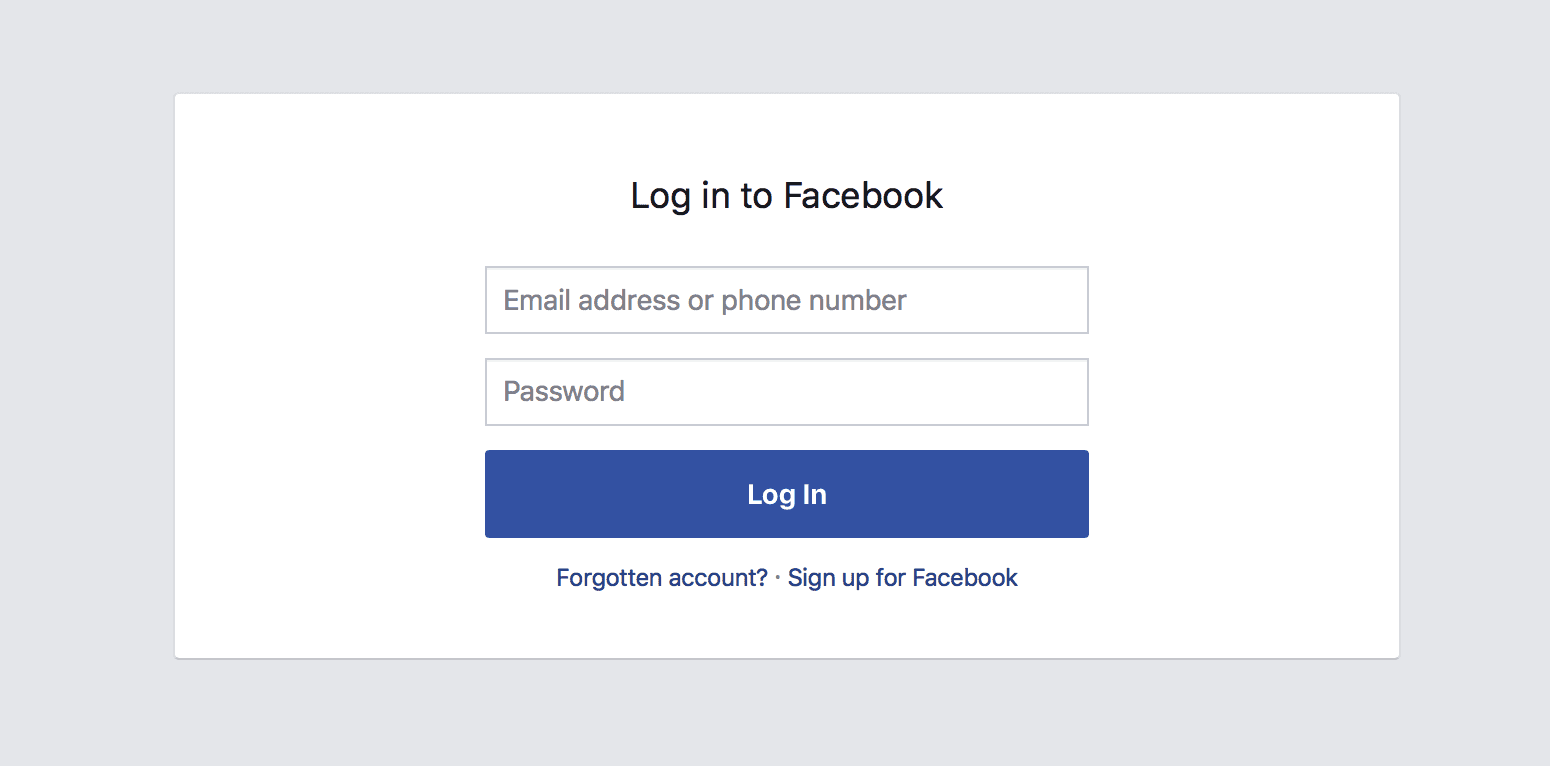 Log in to Facebook
Email address or phone number
Password
Log In
Forgotten account? · Sign up for Facebook